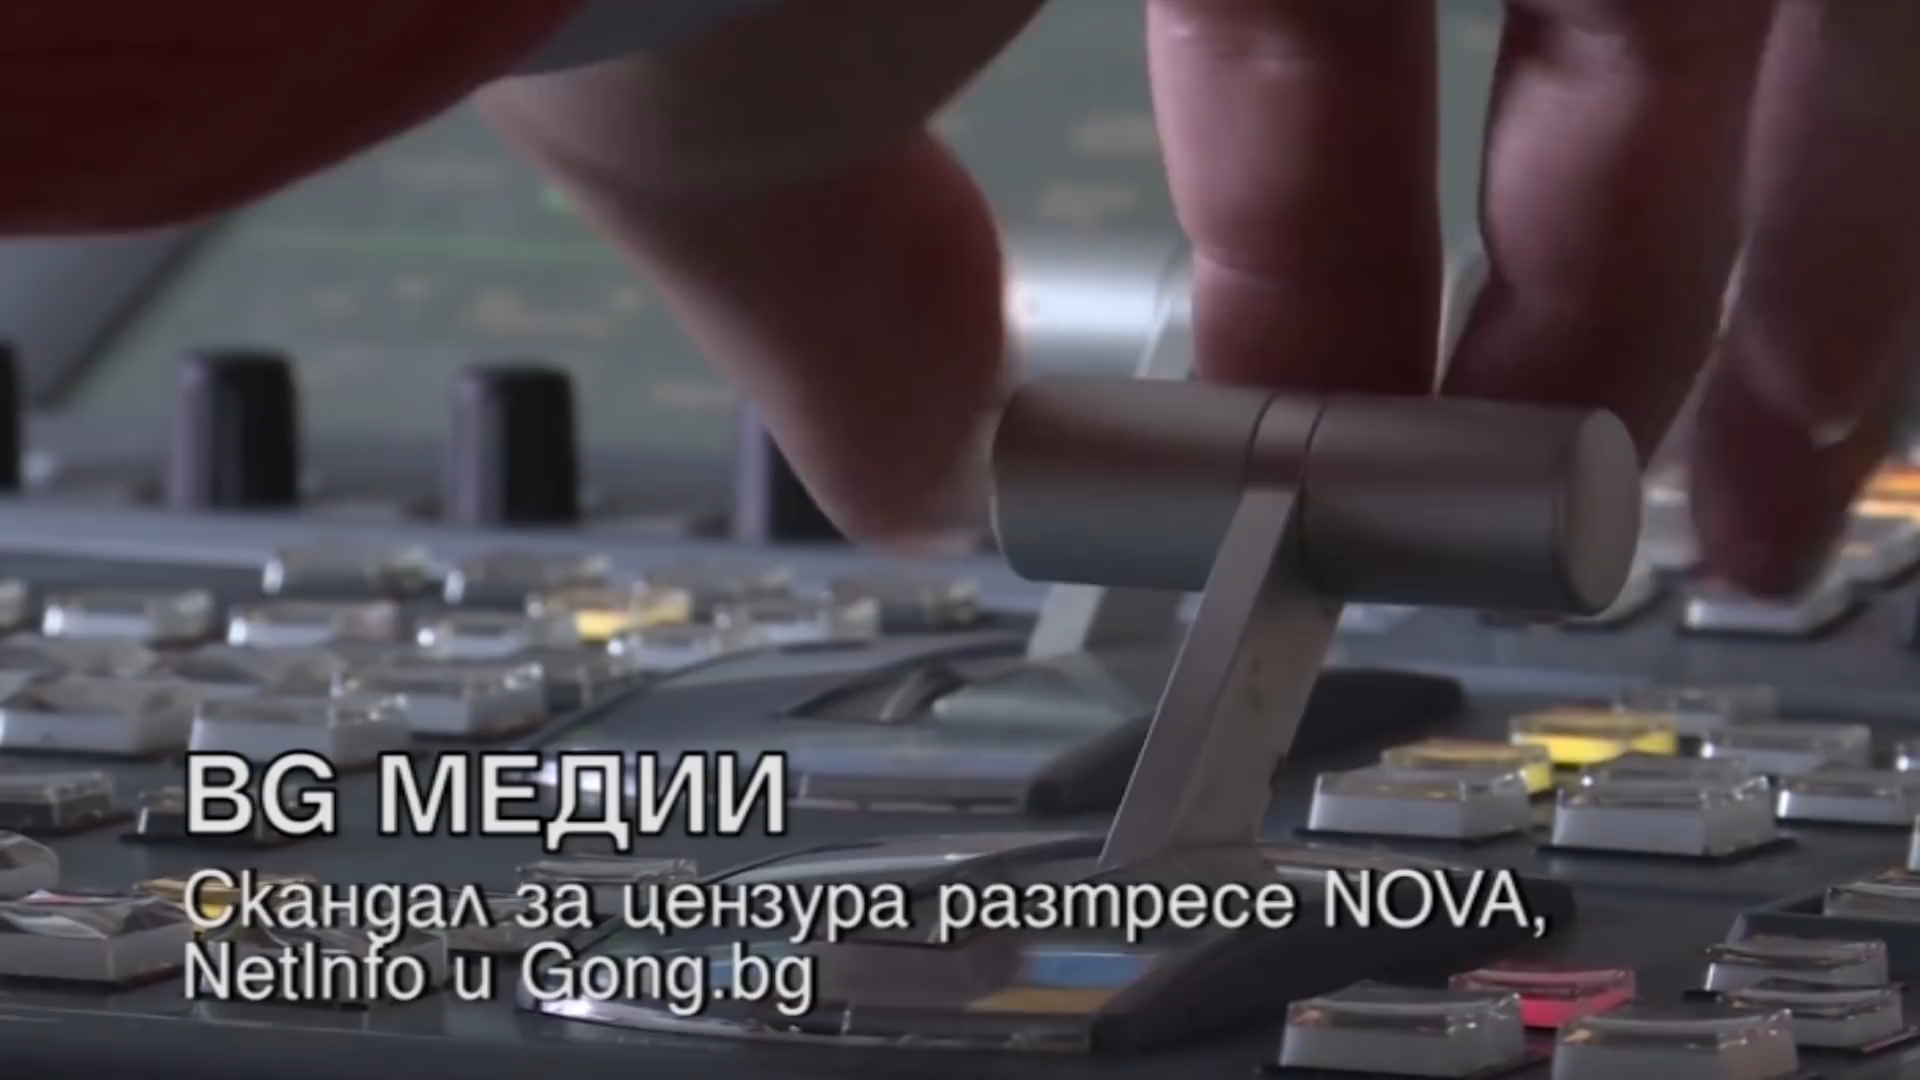 BG МЕДИИ
Скандал за цензура разтресе NOVA,
NetInfo и Gong.bg